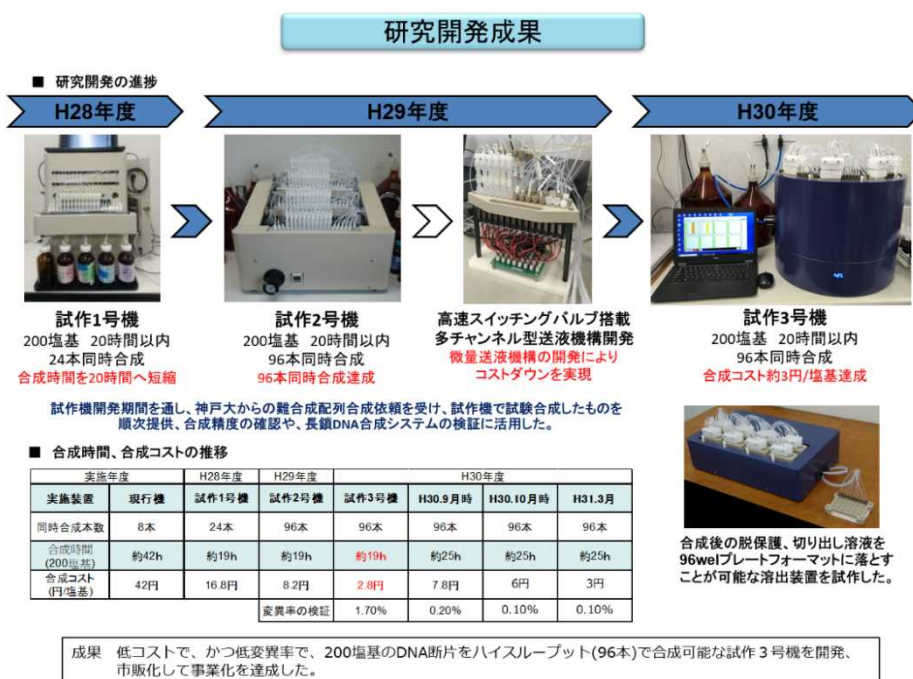 研究開発成果
■ 研究開発の進捗
H28年度
H29年度
H30年度
試作1号機
200塩基 20時間以内
24本同時合成
合成時間を20時間へ短縮
試作2号機
200塩基 20時間以内
96本同時合成
96本同時合成達成
高速スイッチングバルブ搭載
多チャンネル型送液機構開発
微量送液機構の開発により
コストダウンを実現
試作3号機
200塩基 20時間以内
96本同時合成
合成コスト約3円/塩基達成
試作機開発期間を通し、神戸大からの難合成配列合成依頼を受け、試作機で試験合成したものを
順次提供、合成精度の確認や、長鎖DNA合成システムの検証に活用した。
■ 合成時間、合成コストの推移
実施年度 H28年度 H29年度 H30年度
実施装置 現行機 試作1号機 試作2号機 試作3号機 H30.9月時 H30.10月時 H31.3月
同時合成本数 8本 24本 96本 96本 96本 96本 96本
合成時間
(200塩基) 約42h 約19h 約19h 約19h 約25h 約25h 約25h
合成コスト
(円/塩基) 42円 16.8円 8.2円 2.8円 7.8円 6円 3円
変異率の検証 1.70% 0.20% 0.10% 0.10%
合成後の脱保護、切り出し溶液を
96welプレートフォーマットに落とす
ことが可能な溶出装置を試作した。
成果 低コストで、かつ低変異率で、200塩基のDNA断片をハイスループット(96本)で合成可能な試作３号機を開発、
市販化して事業化を達成した。